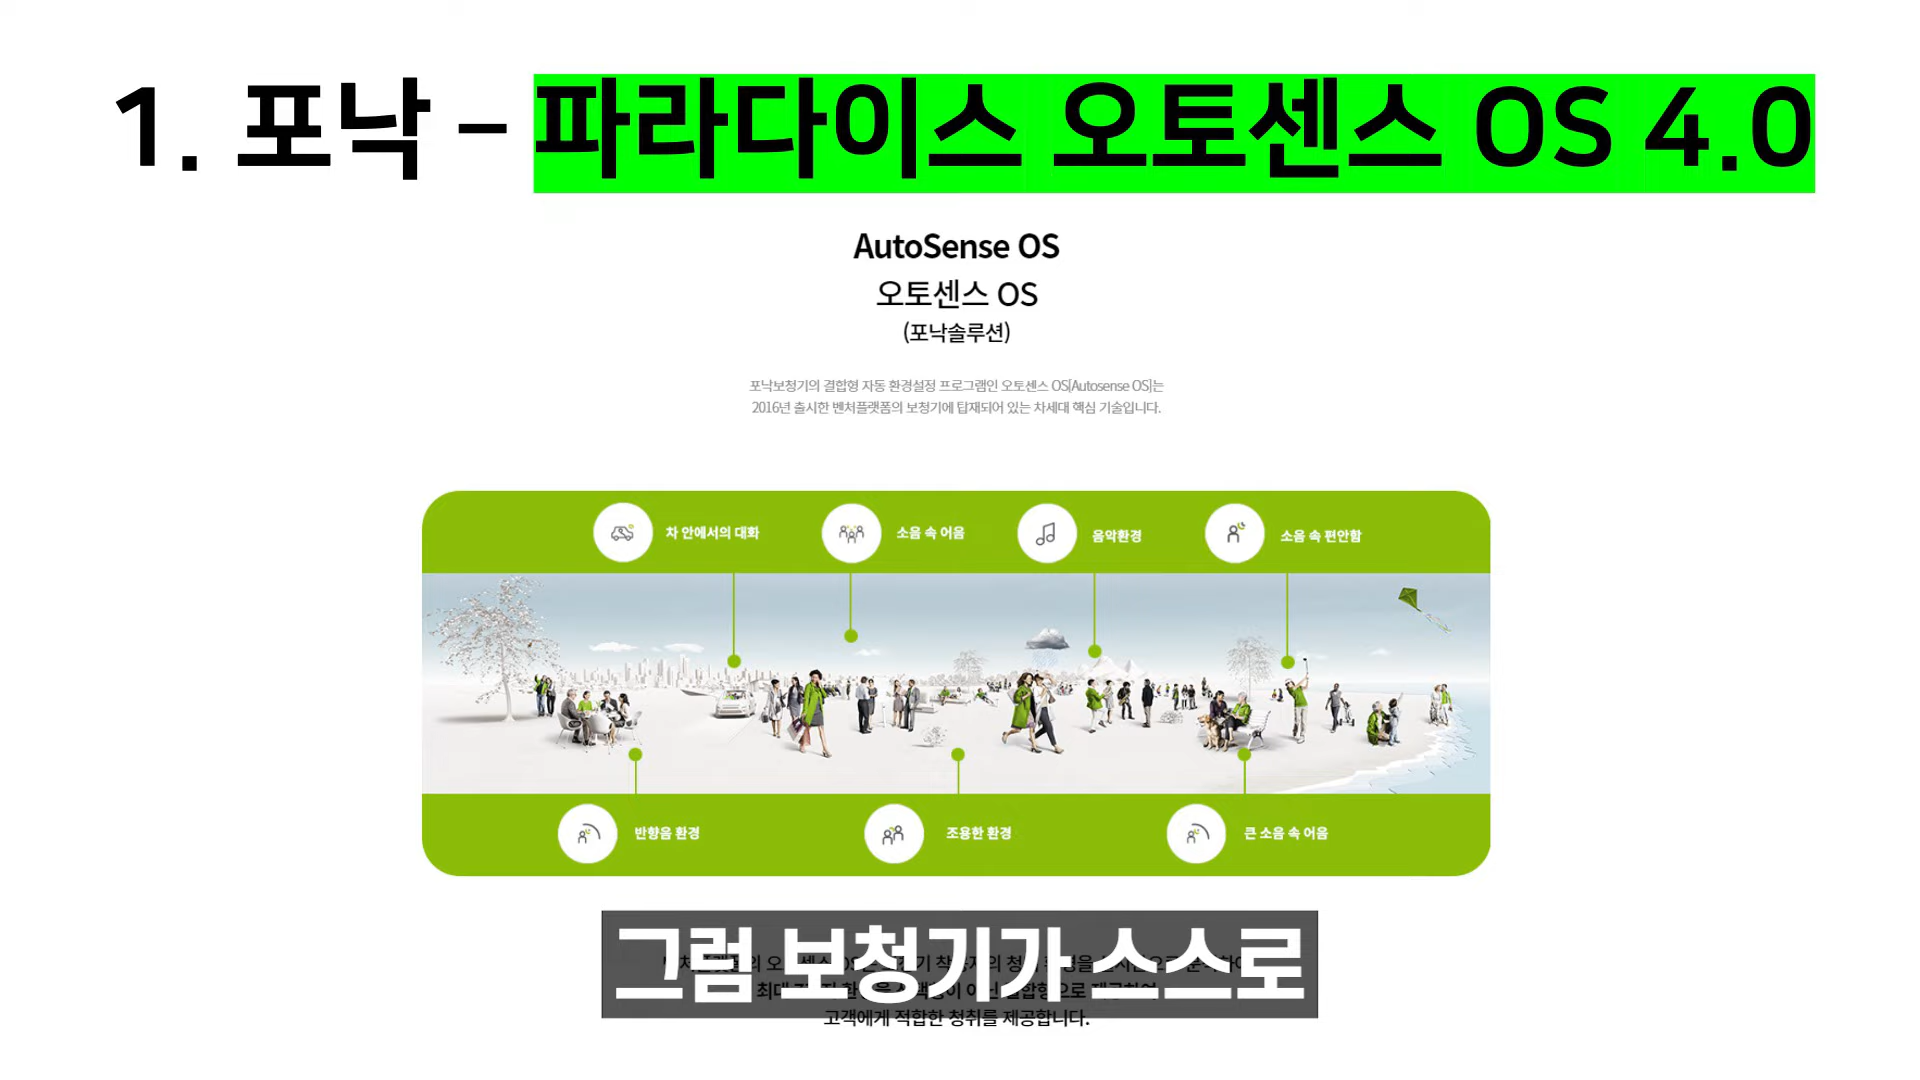 1. 포낙 – 파라다이스 오토센스 OS 4.0
AutoSense OS
오토센스 OS
(포낙솔루션)
포낙보청기의 결합형 자동 환경설정 프로그램인 오토센스 OS[Autosense OS]는
2016년 출시한 벤처플랫폼의 보청기에 탑재되어 있는 차세대 핵심 기술입니다.
차 안에서의 대화
소음 속 어음
음악환경
소음 속 편안함
반향음 환경
조용한 환경
큰 소음 속 어음
그럼 보청기가 스스로
고객에게 적합한 청취를 제공합니다.